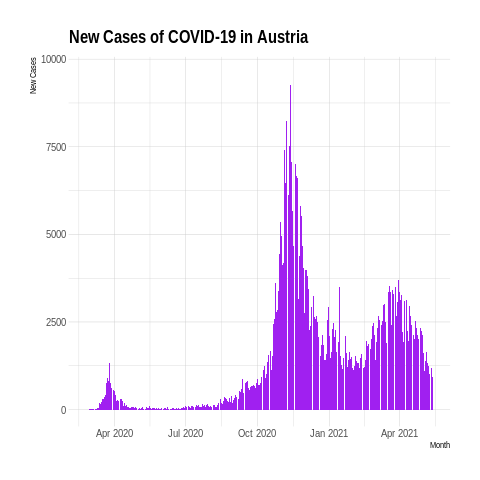 New Cases of COVID-19 in Austria
New Cases
10000
7500
5000
2500
0
Apr 2020 Jul 2020 Oct 2020 Jan 2021 Apr 2021
Month